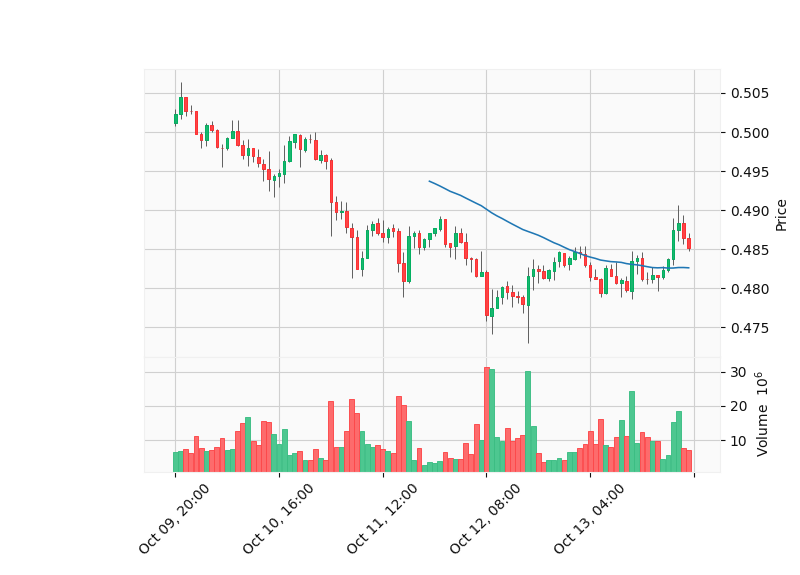 0.505
0.500
0.495
0.490
0.485
0.480
0.475
Price
30
20
10
Volume 10⁶
Oct 09, 20:00
Oct 10, 16:00
Oct 11, 12:00
Oct 12, 08:00
Oct 13, 04:00